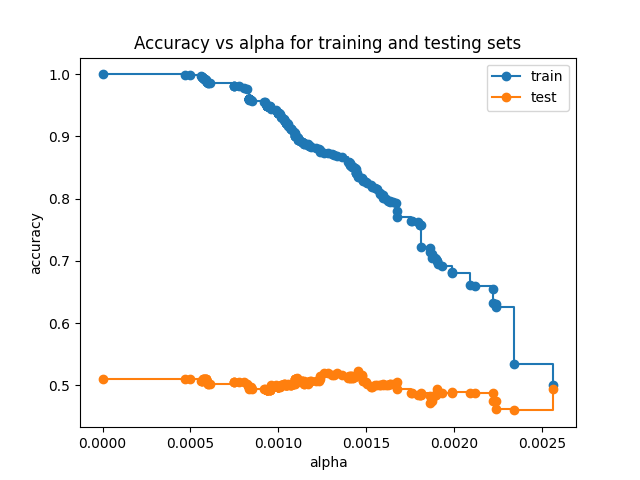 Accuracy vs alpha for training and testing sets
train
test
accuracy
1.0
0.9
0.8
0.7
0.6
0.5
0.0000 0.0005 0.0010 0.0015 0.0020 0.0025
alpha